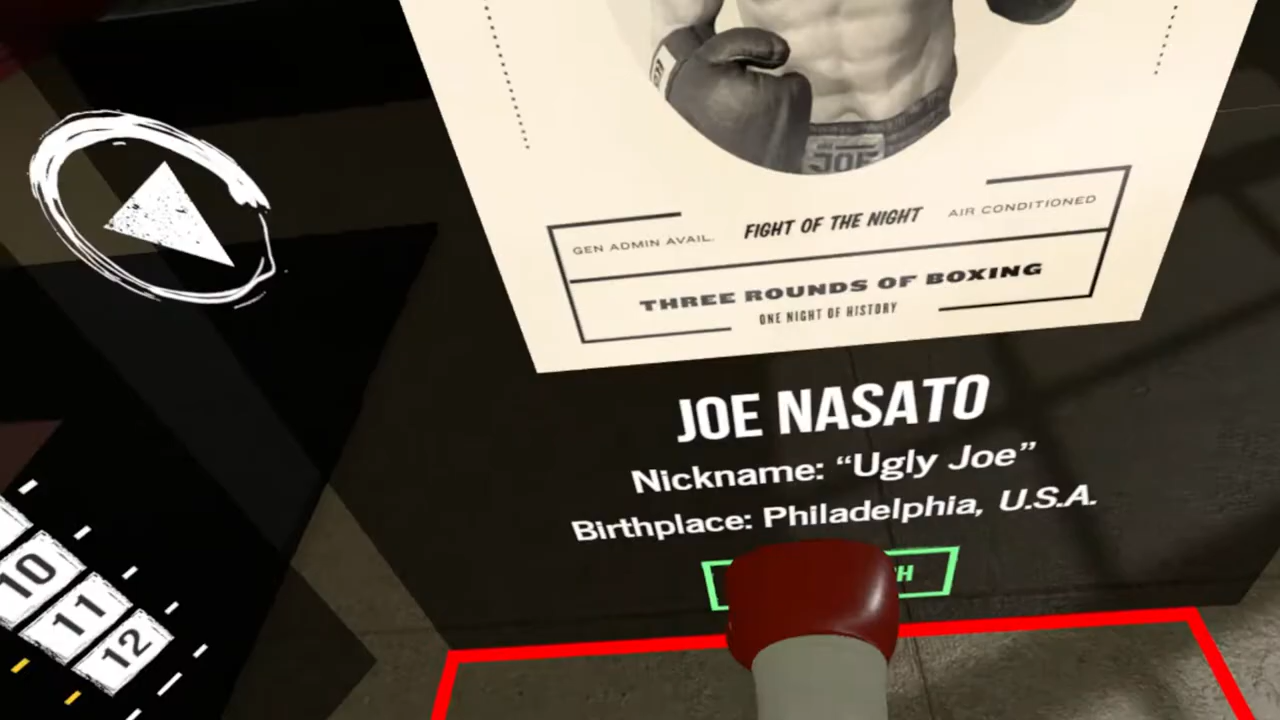 JOE
GEN ADMIN AVAIL.
FIGHT OF THE NIGHT
AIR CONDITIONED
THREE ROUNDS OF BOXING
ONE NIGHT OF HISTORY
JOE NASATO
Nickname: “Ugly Joe”
Birthplace: Philadelphia, U.S.A.
10
11
12